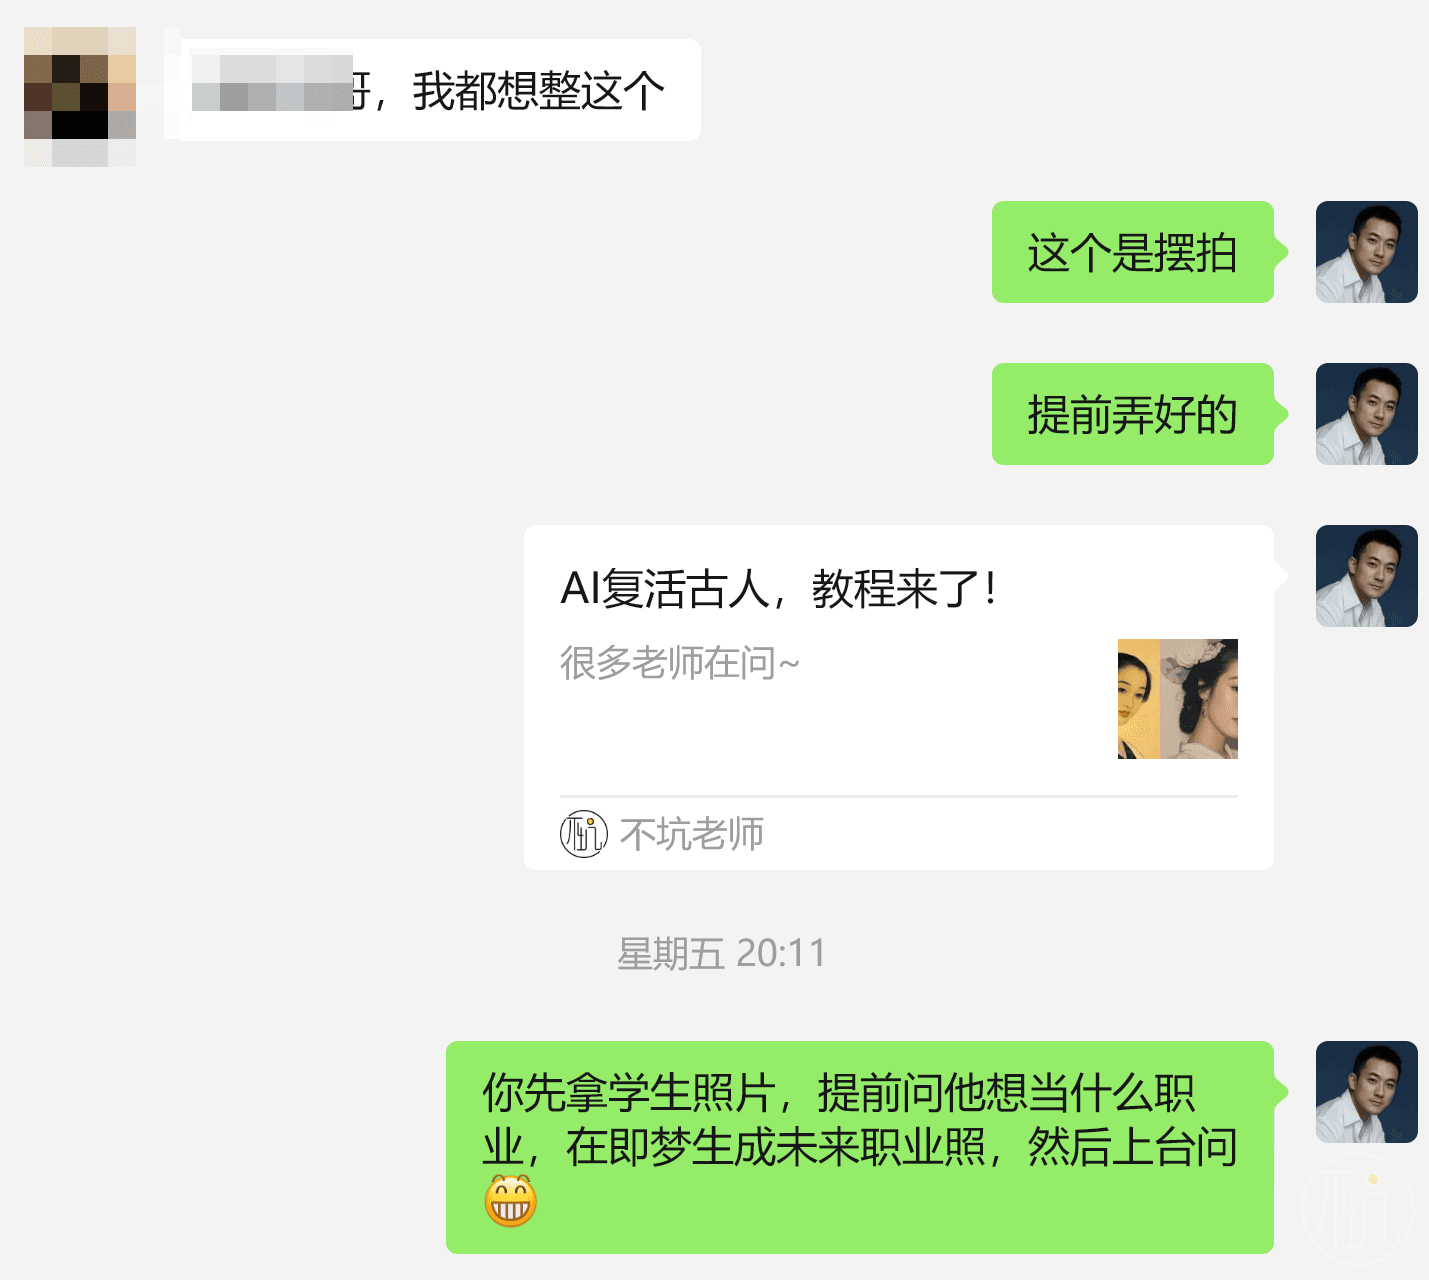 哥，我都想整这个
这个是摆拍
提前弄好的
AI复活古人，教程来了！
很多老师在问~
不坑老师
星期五 20:11
你先拿学生照片，提前问他想当什么职
业，在即梦生成未来职业照，然后上台问